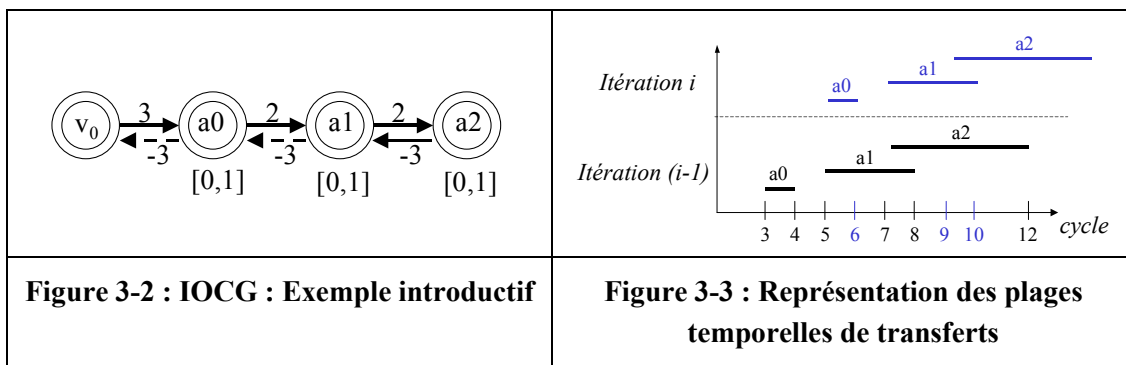 v0 3 a0 2 a1 2 a2
-3 -3 -3
[0,1] [0,1] [0,1]
a2
Itération i
a1
a0
a2
Itération (i-1)
a1
a0
3 4 5 6 7 8 9 10 12 cycle
Figure 3-2 : IOCG : Exemple introductif
Figure 3-3 : Représentation des plages
temporelles de transferts